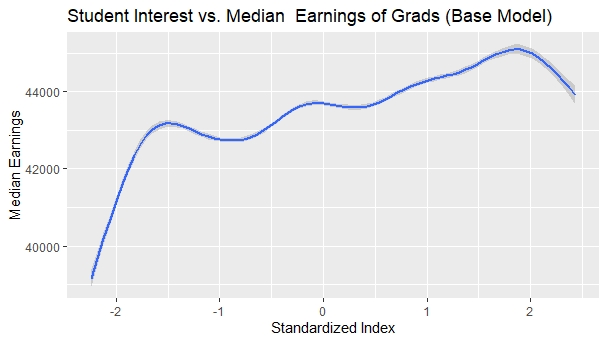 Student Interest vs. Median  Earnings of Grads (Base Model)
44000
42000
40000
Median Earnings
-2 -1 0 1 2
Standardized Index